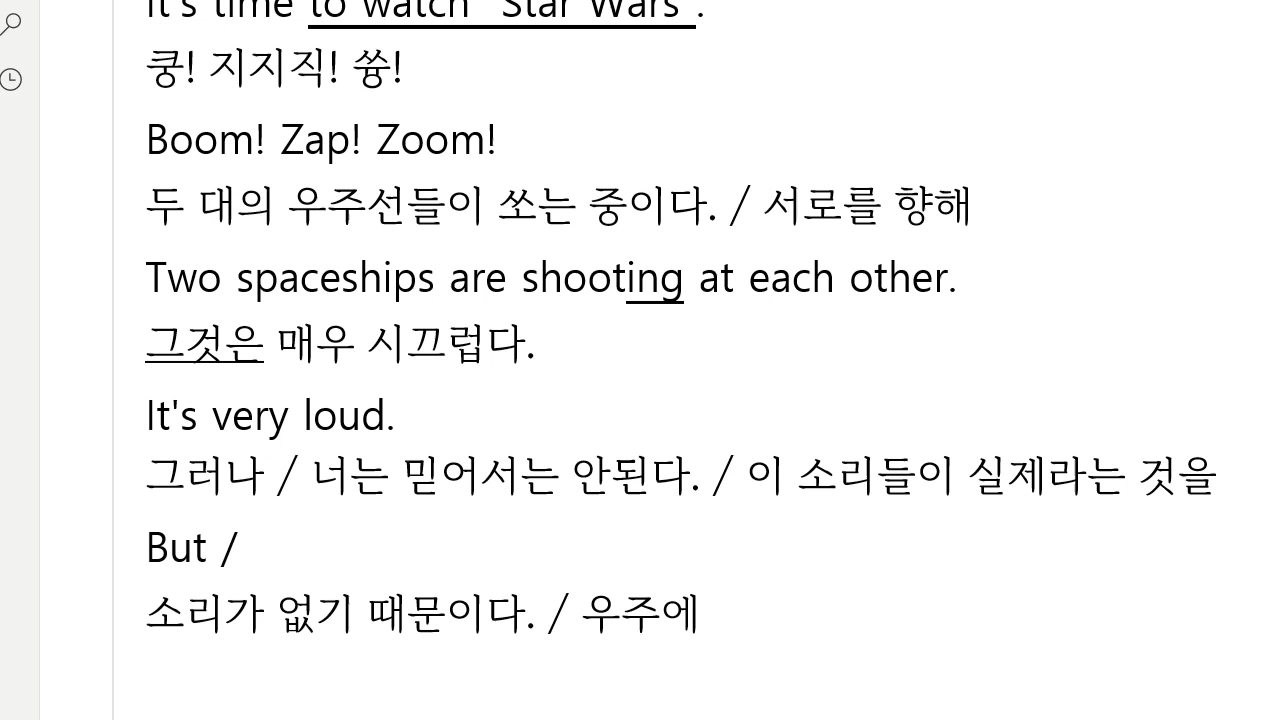 It's time to watch "Star Wars".
쿵! 지지직! 쓩!
Boom! Zap! Zoom!
두 대의 우주선들이 쏘는 중이다. / 서로를 향해
Two spaceships are shooting at each other.
그것은 매우 시끄럽다.
It's very loud.
그러나 / 너는 믿어서는 안된다. / 이 소리들이 실제라는 것을
But /
소리가 없기 때문이다. / 우주에